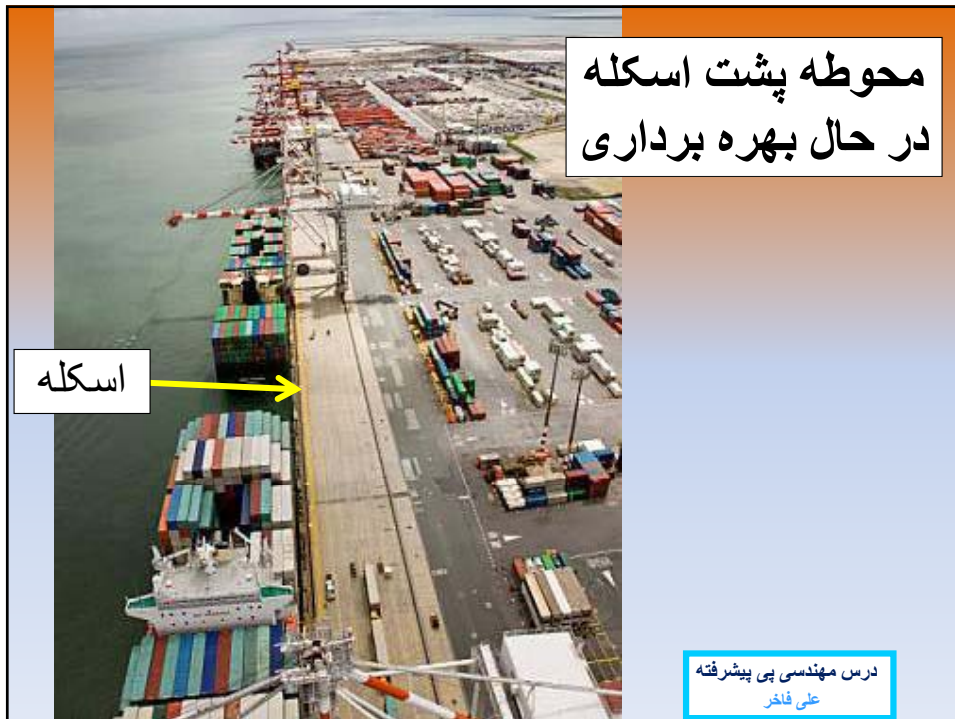 محوطه پشت اسکله
در حال بهره برداری
اسکله
درس مهندسی پی پیشرفته
علی فاخر